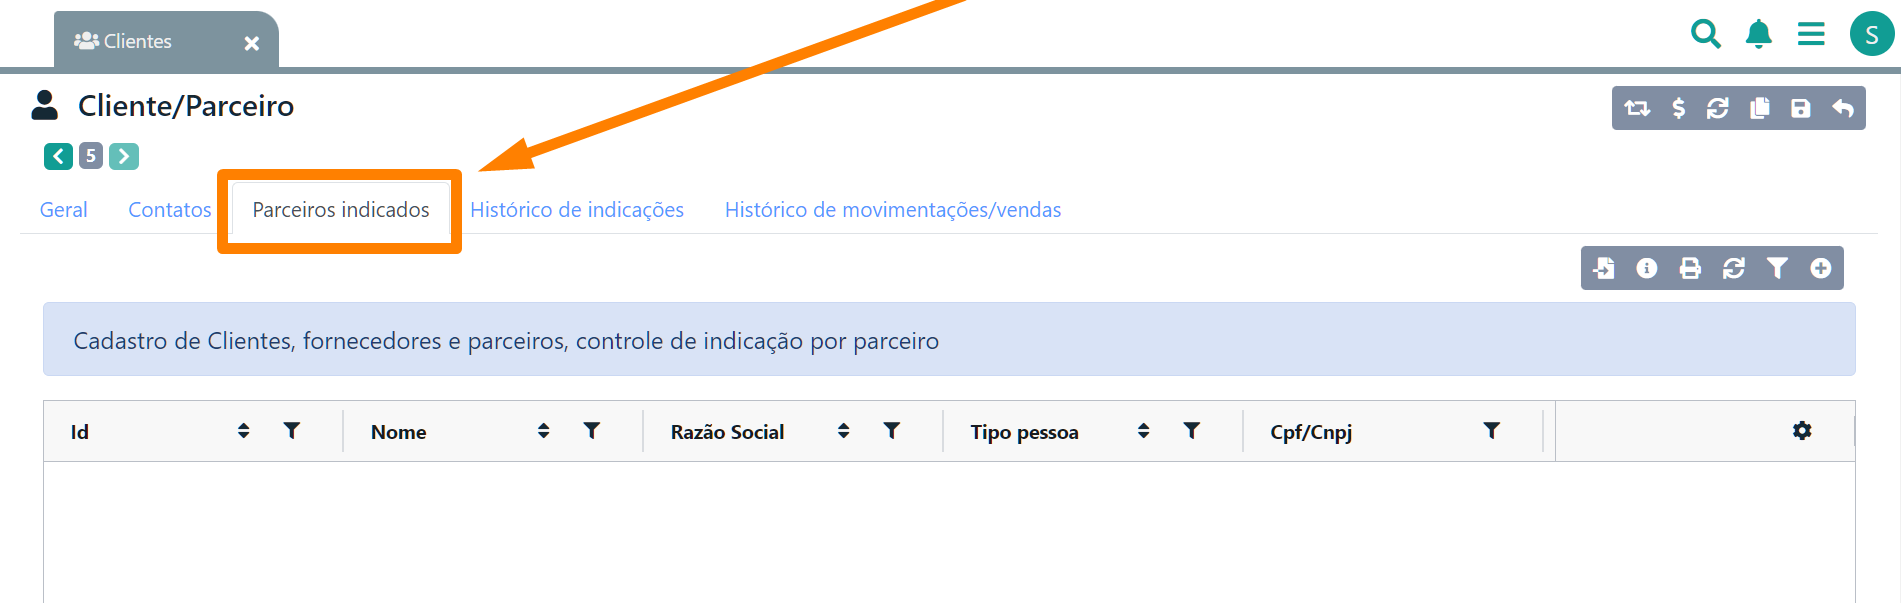 Clientes
S
Cliente/Parceiro
5
Geral Contatos Parceiros indicados Histórico de indicações Histórico de movimentações/vendas
Cadastro de Clientes, fornecedores e parceiros, controle de indicação por parceiro
Id Nome Razão Social Tipo pessoa Cpf/Cnpj